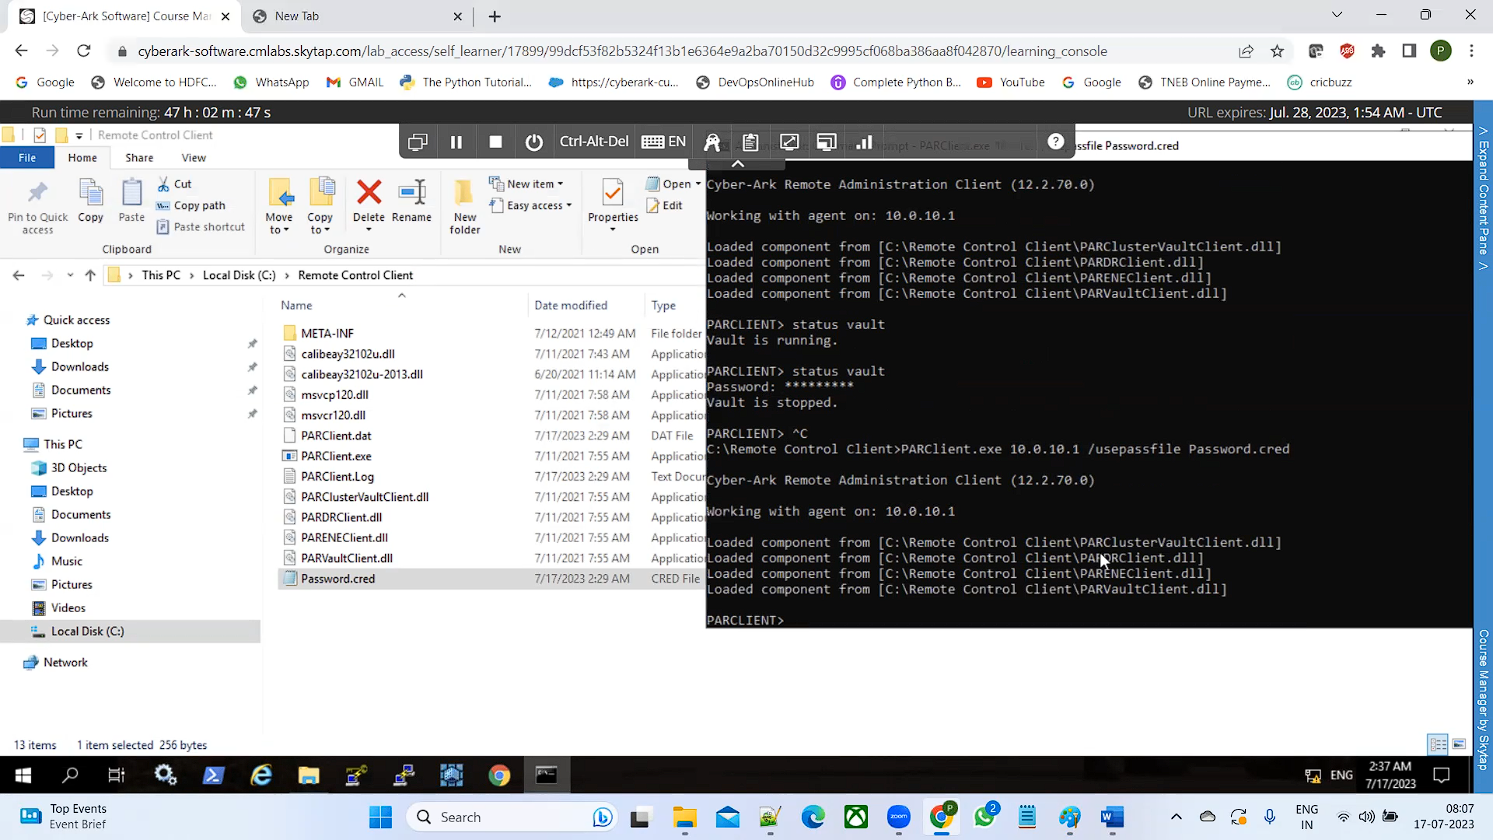 [Cyber-Ark Software] Course Ma
New Tab
cyberark-software.cmlabs.skytap.com/lab_access/self_learner/17899/99dcf53f82b5324f13b1e6364e9a2ba70150d32c9995cf068ba386aa8f042870/learning_console
P
Google
Welcome to HDFC...
WhatsApp
GMAIL
The Python Tutorial...
https://cyberark-cu...
DevOpsOnlineHub
Complete Python B...
YouTube
Google
TNEB Online Payme...
cricbuzz
Run time remaining: 47 h : 02 m : 47 s
URL expires: Jul. 28, 2023, 1:54 AM - UTC
Remote Control Client
Ctrl-Alt-Del
EN
Prompt - PARClient.exe
ssfile Password.cred
File
Home
Share
View
Pin to Quick access
Copy
Paste
Cut
Copy path
Paste shortcut
Move to
Copy to
Delete
Rename
New folder
New item
Easy access
Properties
Open
Edit
Clipboard
Organize
New
Open
This PC
Local Disk (C:)
Remote Control Client
Name
Date modified
Type
Quick access
Desktop
Downloads
Documents
Pictures
This PC
3D Objects
Desktop
Documents
Downloads
Music
Pictures
Videos
Local Disk (C:)
Network
META-INF 7/12/2021 12:49 AM File folder
calibeay32102u.dll 7/11/2021 7:43 AM Applicatio
calibeay32102u-2013.dll 6/20/2021 11:14 AM Applicatio
msvcp120.dll 7/11/2021 7:58 AM Applicatio
msvcr120.dll 7/11/2021 7:58 AM Applicatio
PARClient.dat 7/17/2023 2:29 AM DAT File
PARClient.exe 7/11/2021 7:55 AM Applicatio
PARClient.Log 7/17/2023 2:29 AM Text Docu
PARClusterVaultClient.dll 7/11/2021 7:55 AM Applicatio
PARDRClient.dll 7/11/2021 7:55 AM Applicatio
PARENEClient.dll 7/11/2021 7:55 AM Applicatio
PARVaultClient.dll 7/11/2021 7:55 AM Applicatio
Password.cred 7/17/2023 2:29 AM CRED File
13 items 1 item selected 256 bytes
Cyber-Ark Remote Administration Client (12.2.70.0)
Working with agent on: 10.0.10.1
Loaded component from [C:\Remote Control Client\PARClusterVaultClient.dll]
Loaded component from [C:\Remote Control Client\PARDRClient.dll]
Loaded component from [C:\Remote Control Client\PARENEClient.dll]
Loaded component from [C:\Remote Control Client\PARVaultClient.dll]
PARCLIENT> status vault
Vault is running.
PARCLIENT> status vault
Password: *********
Vault is stopped.
PARCLIENT> ^C
C:\Remote Control Client>PARClient.exe 10.0.10.1 /usepassfile Password.cred
Cyber-Ark Remote Administration Client (12.2.70.0)
Working with agent on: 10.0.10.1
Loaded component from [C:\Remote Control Client\PARClusterVaultClient.dll]
Loaded component from [C:\Remote Control Client\PARDRClient.dll]
Loaded component from [C:\Remote Control Client\PARENEClient.dll]
Loaded component from [C:\Remote Control Client\PARVaultClient.dll]
PARCLIENT>
< Expand Content Pane <
Course Manager by Skytap
ENG
2:37 AM
7/17/2023
Top Events
Event Brief
Search
2
ENG
IN
08:07
17-07-2023